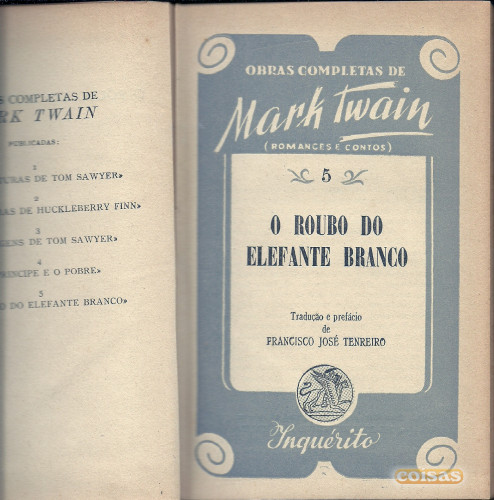 S COMPLETAS DE
RK TWAIN
PUBLICADAS:
1
TURAS DE TOM SAWYER»
2
RAS DE HUCKLEBERRY FINN»
3
GENS DE TOM SAWYER»
4
RINCIPE E O POBRE»
5
O DO ELEFANTE BRANCO»
OBRAS COMPLETAS DE
Mark Twain
(ROMANCES E CONTOS)
5
O ROUBO DO
ELEFANTE BRANCO
Tradução e prefácio
de
FRANCISCO JOSÉ TENREIRO
Inquérito
coisas